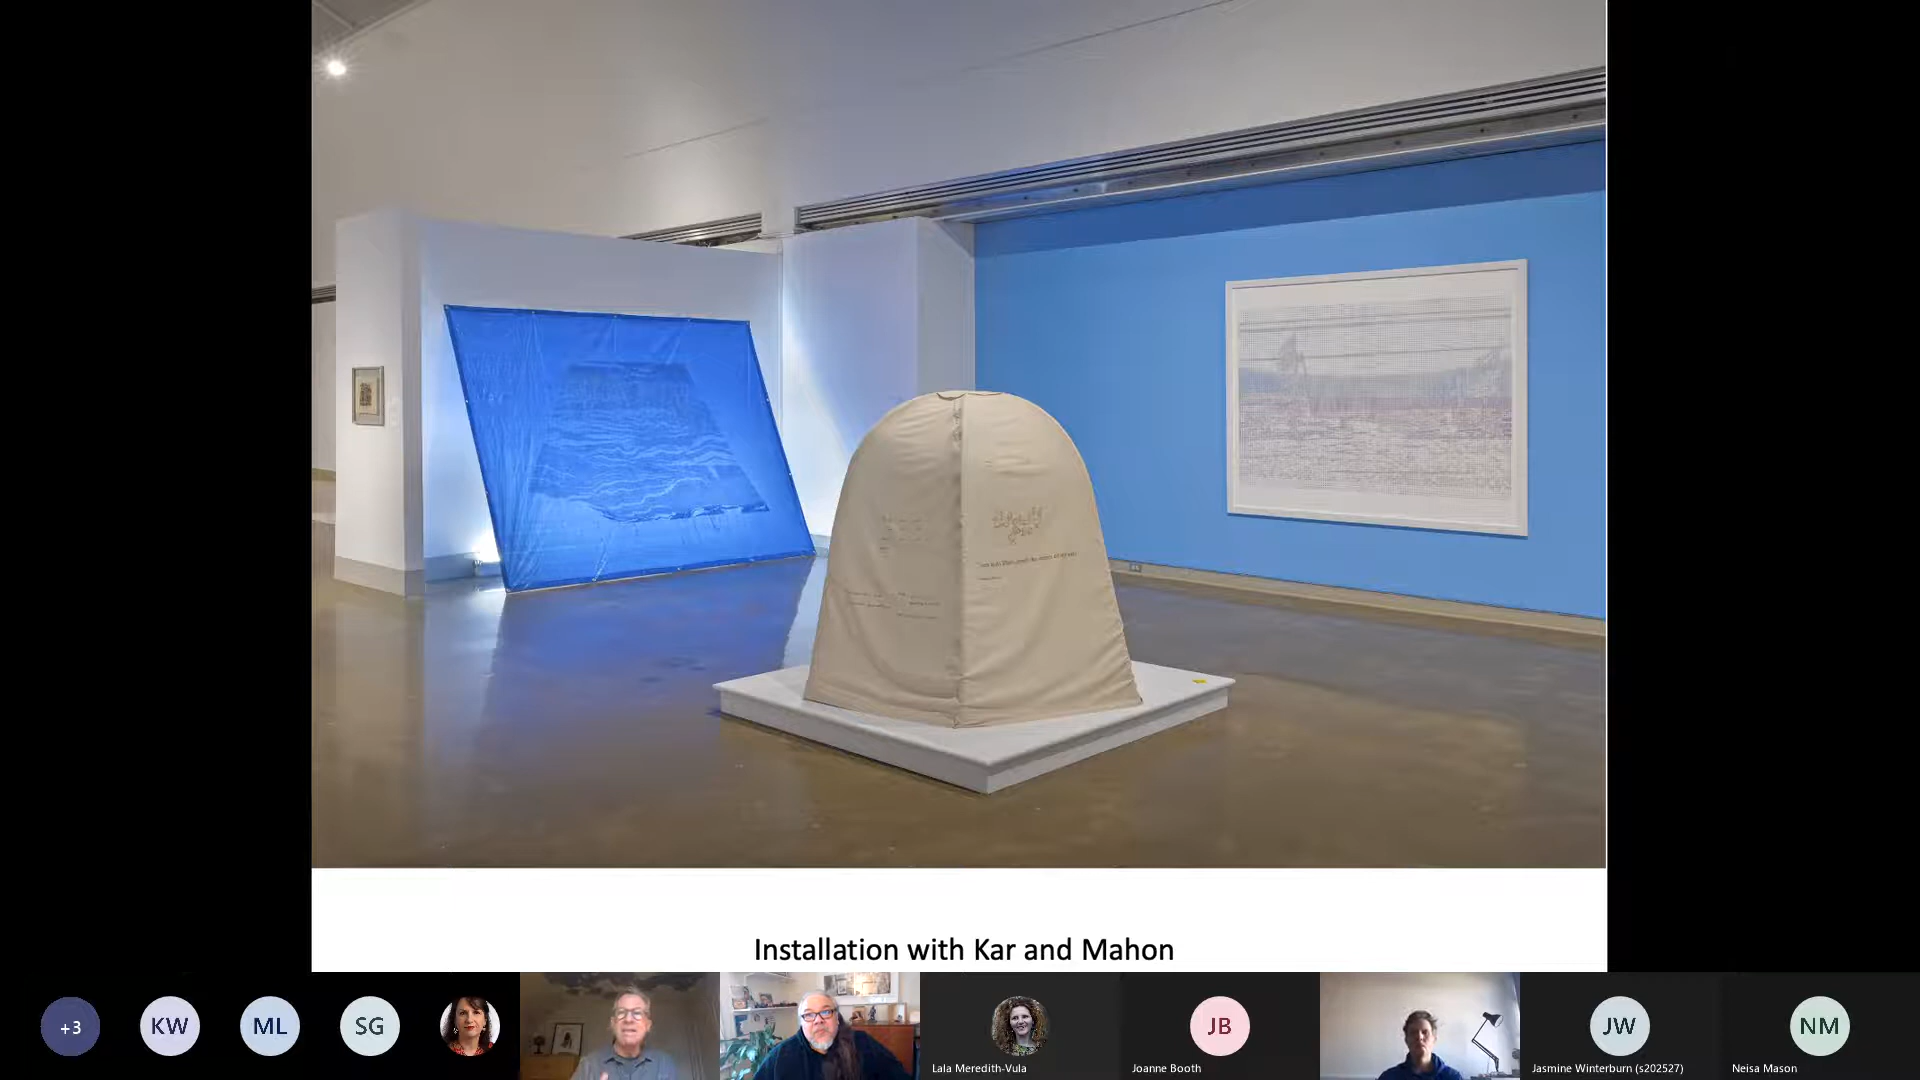 Installation with Kar and Mahon
+3
KW
ML
SG
Lala Meredith-Vula
JB
Joanne Booth
JW
Jasmine Winterburn (s202527)
NM
Neisa Mason